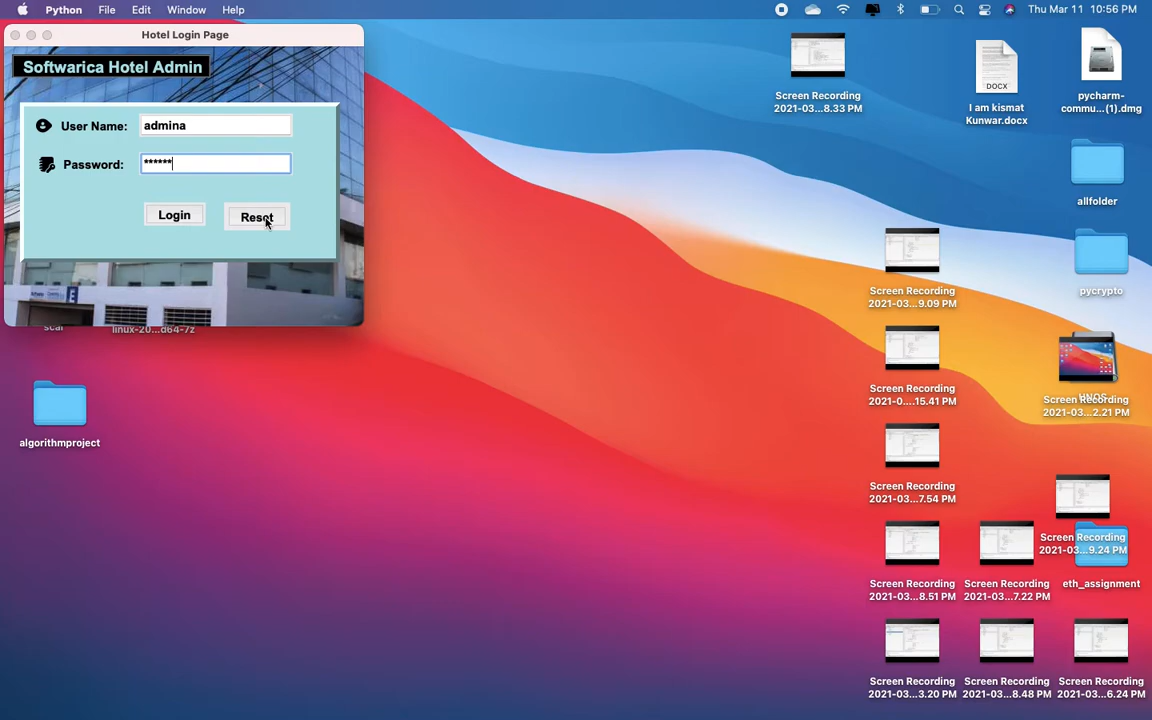 Python File Edit Window Help
Thu Mar 11 10:56 PM
Hotel Login Page
Softwarica Hotel Admin
User Name: admina
Password: ******
Login Reset
E
linux-20...d64-7z
algorithmproject
Screen Recording
2021-03...8.33 PM
DOCX
I am kismat
Kunwar.docx
pycharm-
commu...(1).dmg
allfolder
Screen Recording
2021-03...9.09 PM
pycrypto
Screen Recording
2021-0....15.41 PM
Screen Recording
2021-03...2.21 PM
Screen Recording
2021-03...7.54 PM
Screen Recording
2021-03...9.24 PM
Screen Recording
2021-03...8.51 PM
Screen Recording
2021-03...7.22 PM
eth_assignment
Screen Recording
2021-03...3.20 PM
Screen Recording
2021-03...8.48 PM
Screen Recording
2021-03...6.24 PM